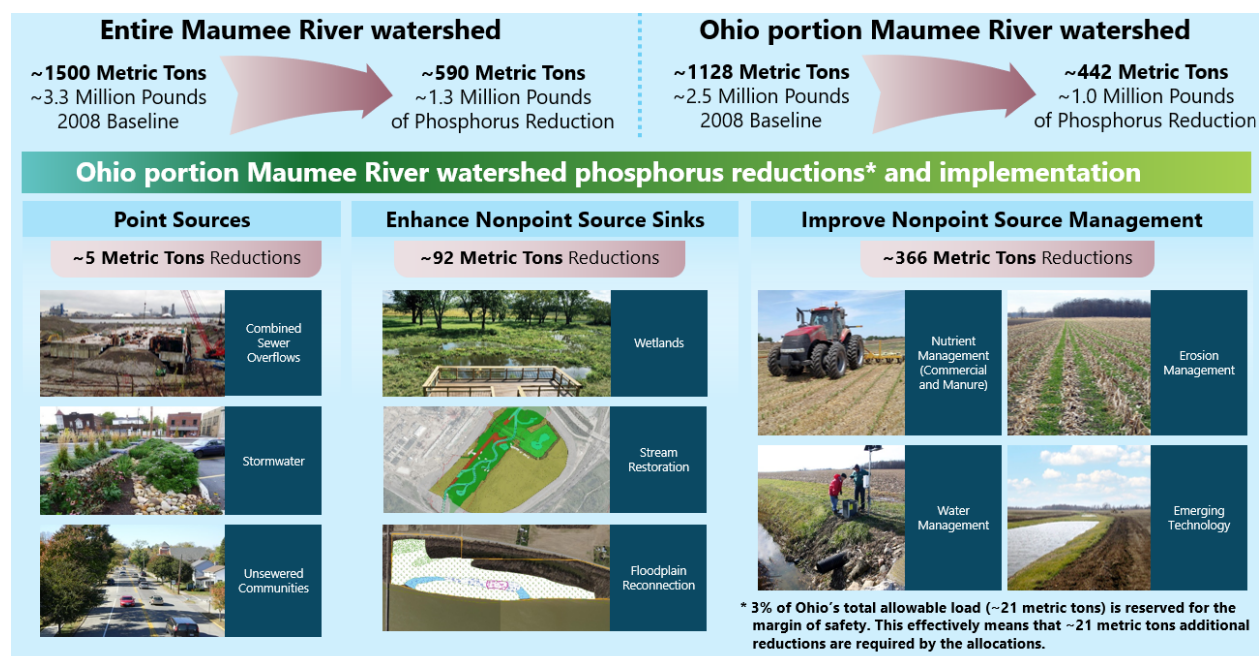 Entire Maumee River watershed
~1500 Metric Tons
~3.3 Million Pounds
2008 Baseline
~590 Metric Tons
~1.3 Million Pounds
of Phosphorus Reduction
Ohio portion Maumee River watershed
~1128 Metric Tons
~2.5 Million Pounds
2008 Baseline
~442 Metric Tons
~1.0 Million Pounds
of Phosphorus Reduction
Ohio portion Maumee River watershed phosphorus reductions* and implementation
Point Sources
~5 Metric Tons Reductions
Combined
Sewer
Overflows
Stormwater
Unsewered
Communities
Enhance Nonpoint Source Sinks
~92 Metric Tons Reductions
Wetlands
Stream
Restoration
Floodplain
Reconnection
Improve Nonpoint Source Management
~366 Metric Tons Reductions
Nutrient
Management
(Commercial
and Manure)
Erosion
Management
Water
Management
Emerging
Technology
* 3% of Ohio's total allowable load (~21 metric tons) is reserved for the
margin of safety. This effectively means that ~21 metric tons additional
reductions are required by the allocations.